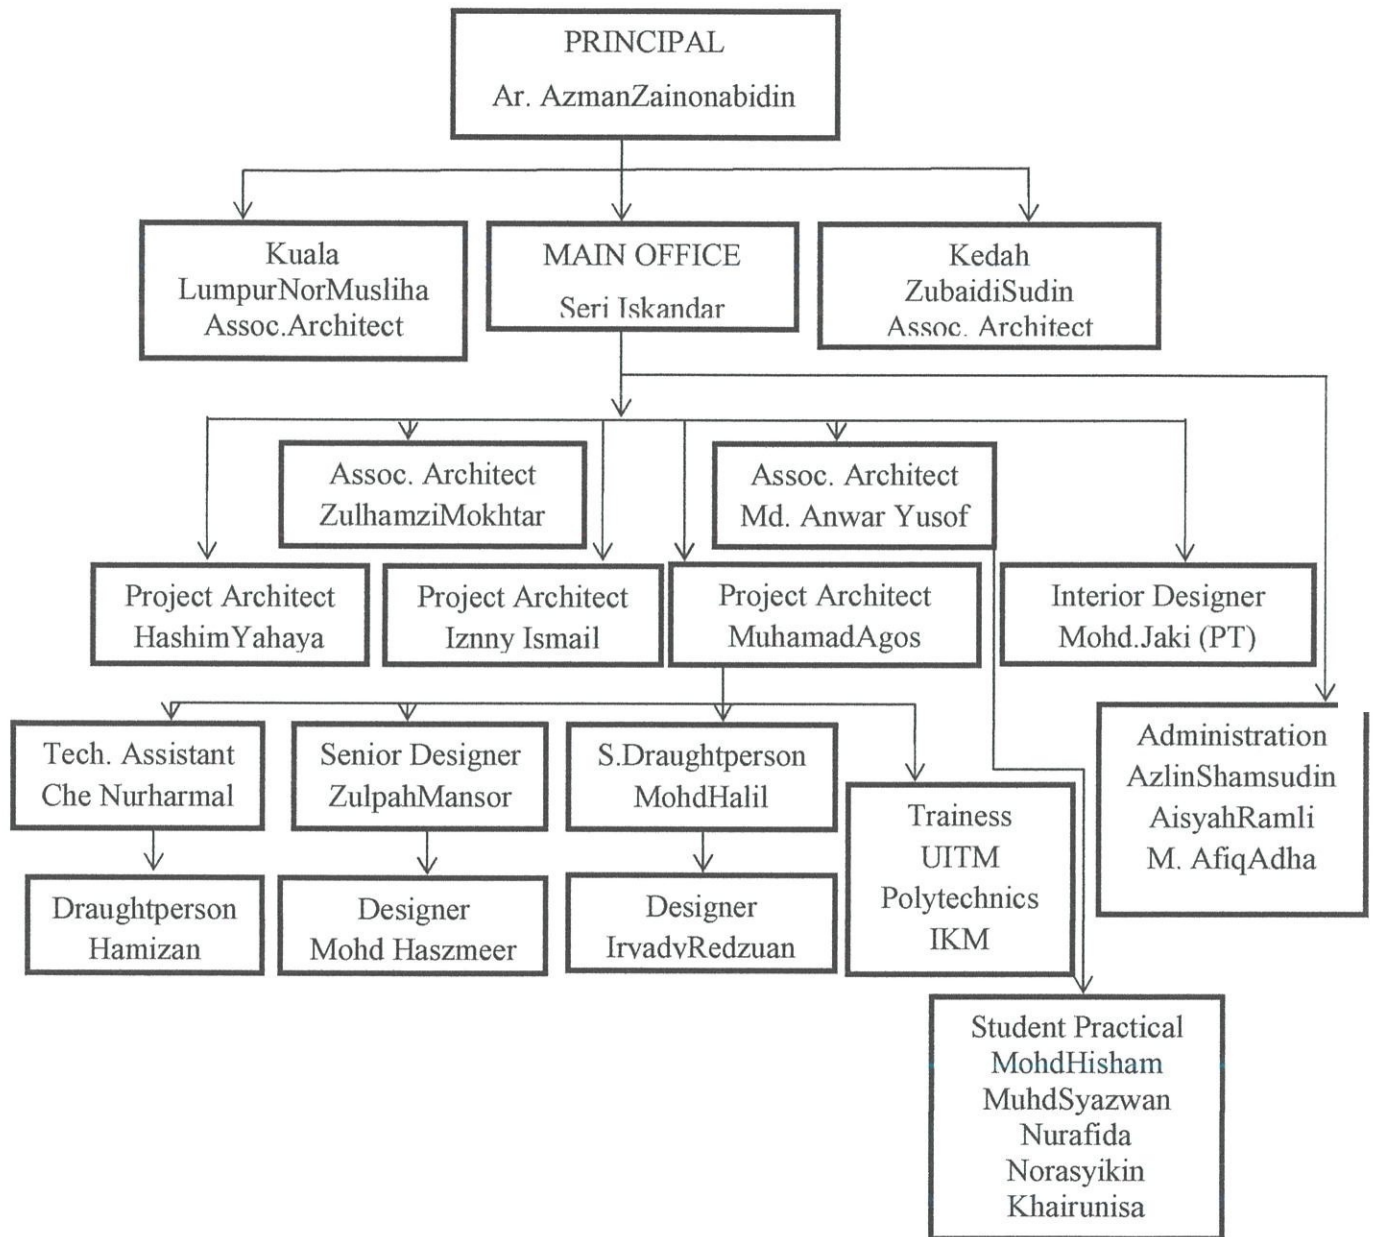 PRINCIPAL
Ar. AzmanZainonabidin
Kuala
LumpurNorMusliha
Assoc.Architect
MAIN OFFICE
Seri Iskandar
Kedah
ZubaidiSudin
Assoc. Architect
Assoc. Architect
ZulhamziMokhtar
Assoc. Architect
Md. Anwar Yusof
Project Architect
HashimYahaya
Project Architect
Iznny Ismail
Project Architect
MuhamadAgos
Interior Designer
Mohd.Jaki (PT)
Tech. Assistant
Che Nurharmal
Senior Designer
ZulpahMansor
S.Draughtperson
MohdHalil
Trainess
UITM
Polytechnics
IKM
Administration
AzlinShamsudin
AisyahRamli
M. AfiqAdha
Draughtperson
Hamizan
Designer
Mohd Haszmeer
Designer
IrvadvRedzuan
Student Practical
MohdHisham
MuhdSyazwan
Nurafida
Norasyikin
Khairunisa